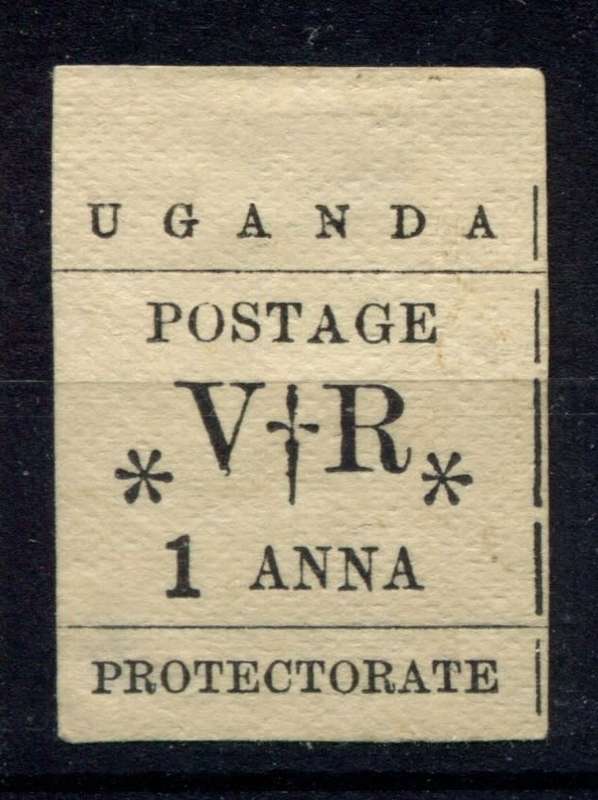 UGANDA
POSTAGE
V†R
* *
1 ANNA
PROTECTORATE